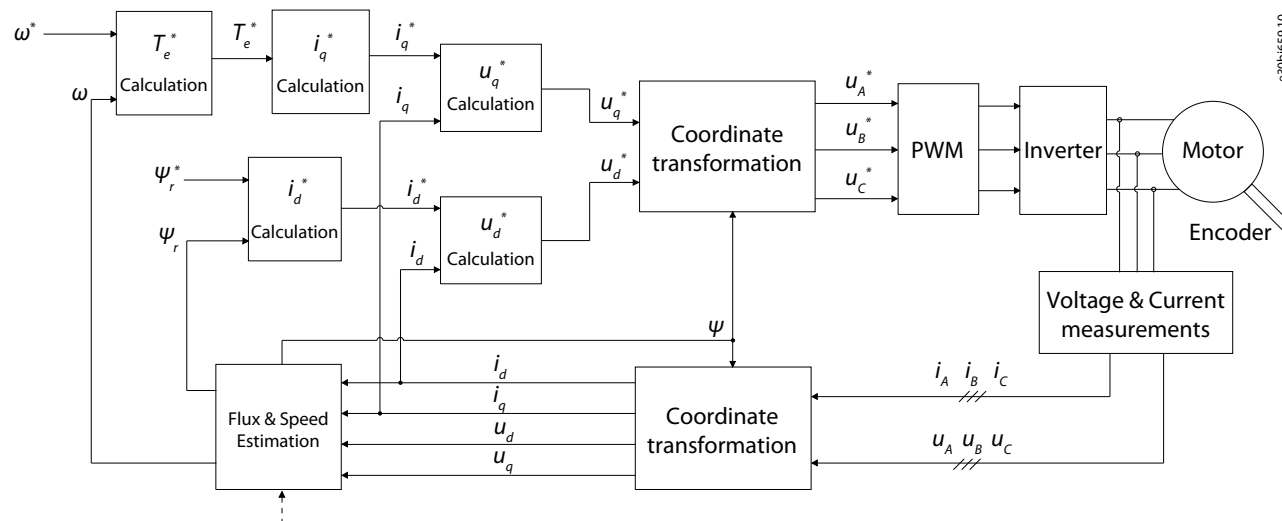 ω*
T_e*
Calculation
T_e*
i_q*
Calculation
i_q*
u_q*
Calculation
i_q
ω
u_q*
u_d*
Coordinate
transformation
u_A*
u_B*
u_C*
PWM
Inverter
Motor
Encoder
Ψ_r*
Ψ_r
i_d*
Calculation
i_d*
i_d
u_d*
Calculation
Voltage & Current
measurements
Ψ
Flux & Speed
Estimation
i_d
i_q
u_d
u_q
Coordinate
transformation
i_A i_B i_C
u_A u_B u_C